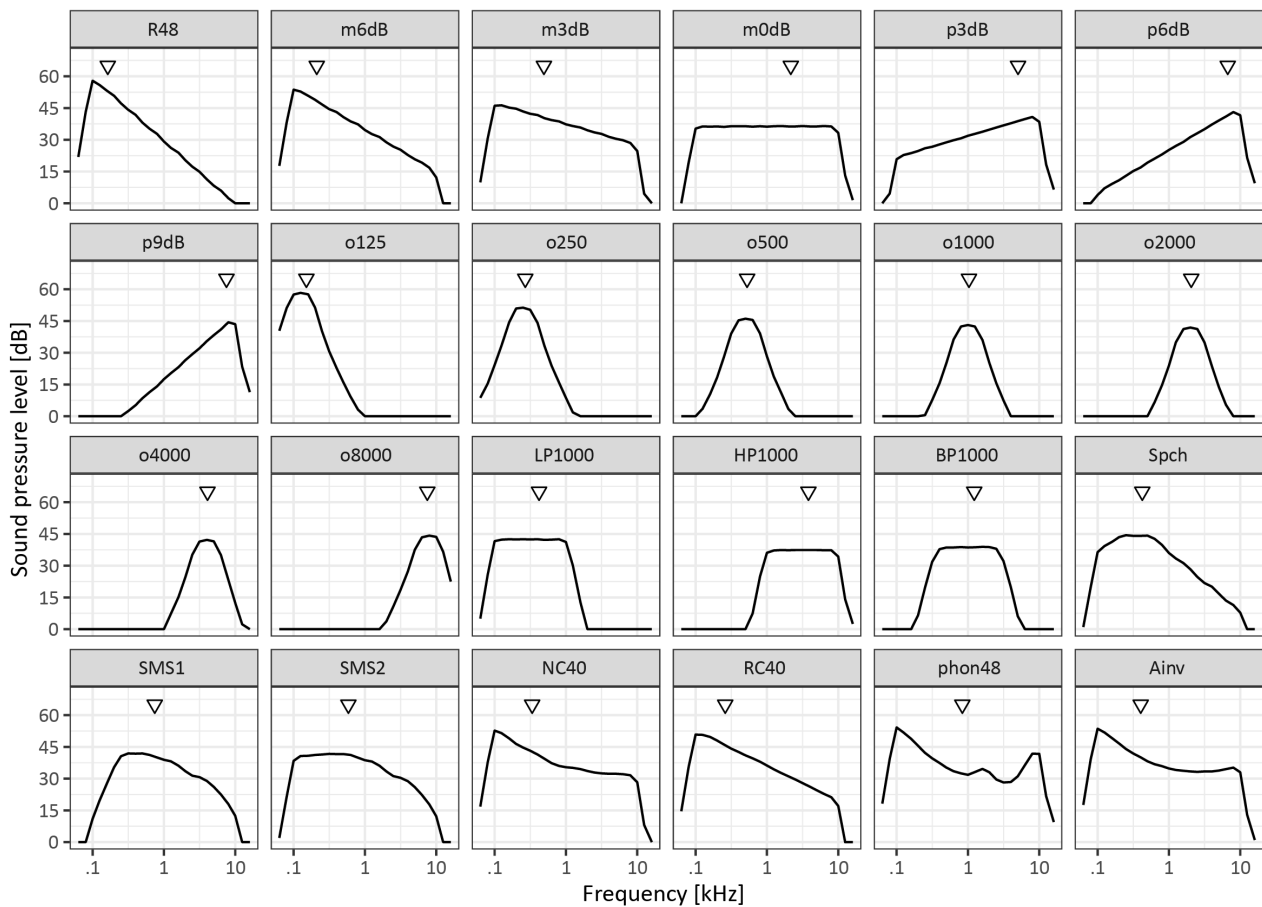 R48 m6dB m3dB m0dB p3dB p6dB
60
45
30
15
0
p9dB o125 o250 o500 o1000 o2000
60
45
30
15
0
o4000 o8000 LP1000 HP1000 BP1000 Spch
60
45
30
15
0
SMS1 SMS2 NC40 RC40 phon48 Ainv
60
45
30
15
0
.1 1 10 .1 1 10 .1 1 10 .1 1 10 .1 1 10 .1 1 10
Sound pressure level [dB]
Frequency [kHz]